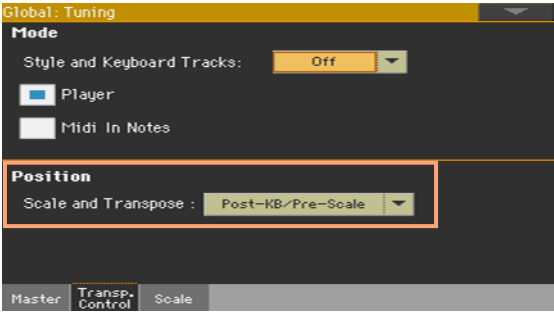 Global: Tuning
Mode
Style and Keyboard Tracks: Off
Player
Midi In Notes
Position
Scale and Transpose : Post-KB/Pre-Scale
Master Transp. Control Scale